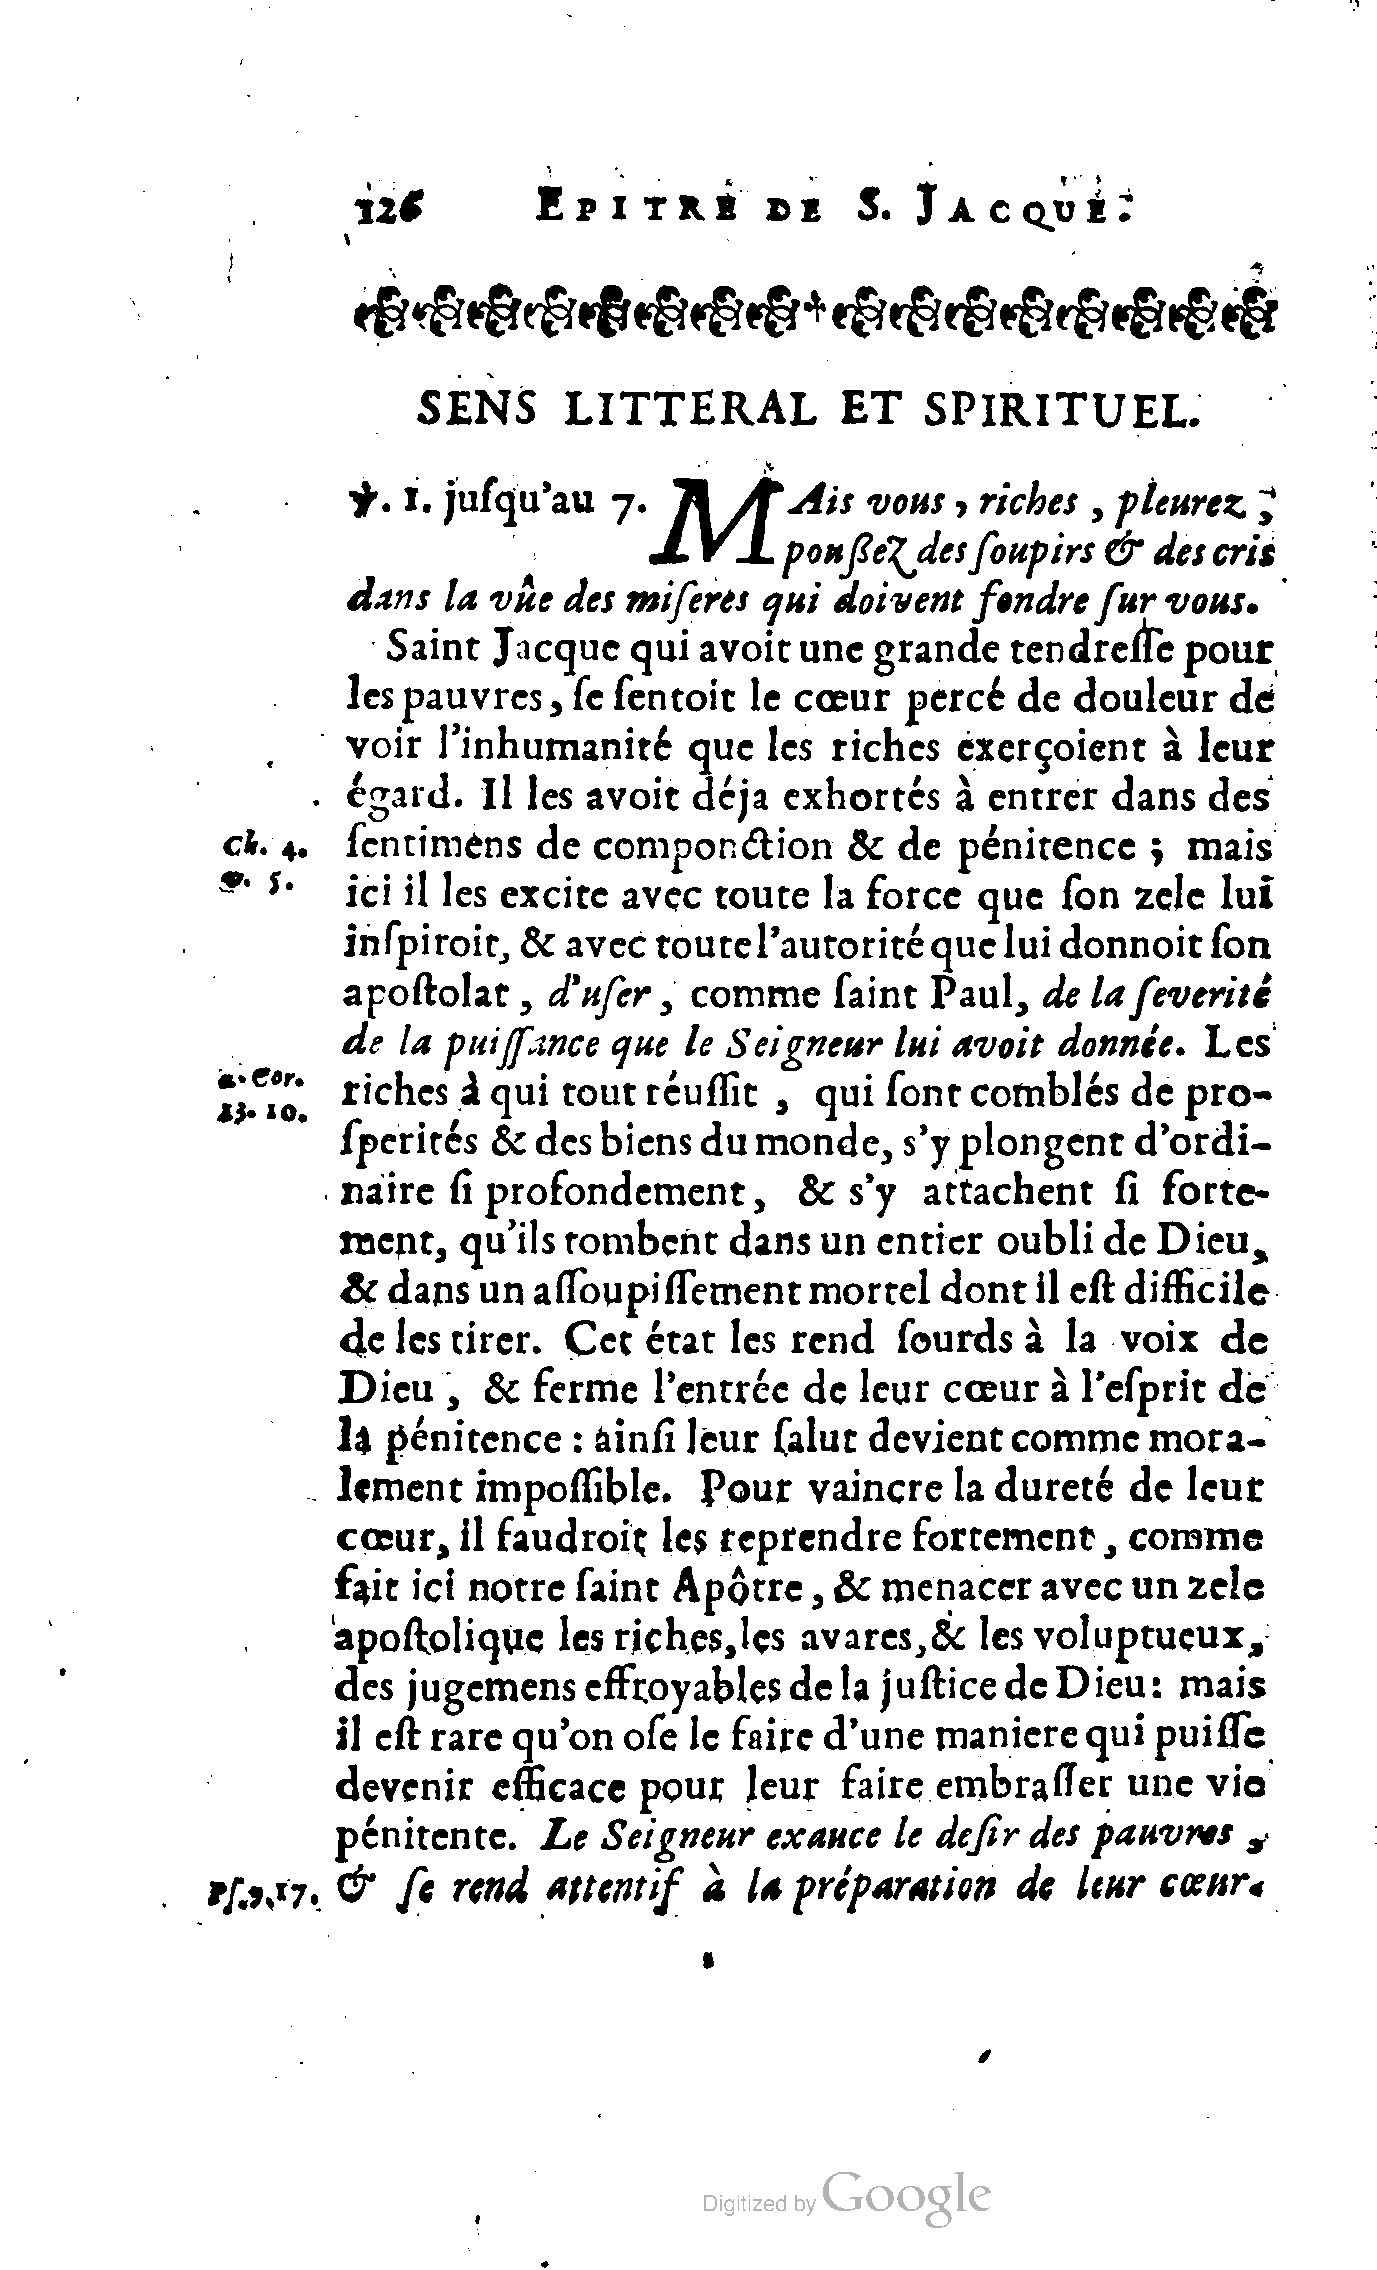 126 EPITRE DE S. JACQUE.
SENS LITTERAL ET SPIRITUEL.
℣. 1. juſqu'au 7. MAis vous, riches, pleurez;
pouſſez des ſoupirs & des cris
dans la vûe des miſeres qui doivent fondre ſur vous.
Saint Jacque qui avoit une grande tendreſſe pour
les pauvres, ſe ſentoit le cœur percé de douleur de
voir l'inhumanité que les riches exerçoient à leur
égard. Il les avoit déja exhortés à entrer dans des
Ch. 4. ſentimens de componction & de pénitence ; mais
℣. 5. ici il les excite avec toute la force que ſon zele lui
inſpiroit, & avec toute l'autorité que lui donnoit ſon
apoſtolat, d'uſer, comme ſaint Paul, de la ſeverité
de la puiſſance que le Seigneur lui avoit donnée. Les
2. Cor. riches à qui tout réuſſit, qui ſont comblés de pro-
13. 10. ſperités & des biens du monde, s'y plongent d'ordi-
naire ſi profondement, & s'y attachent ſi forte-
ment, qu'ils tombent dans un entier oubli de Dieu,
& dans un aſſoupiſſement mortel dont il eſt difficile
de les tirer. Cet état les rend ſourds à la voix de
Dieu, & ferme l'entrée de leur cœur à l'eſprit de
la pénitence : ainſi leur ſalut devient comme mora-
lement impoſſible. Pour vaincre la dureté de leur
cœur, il faudroit les reprendre fortement, comme
fait ici notre ſaint Apôtre, & menacer avec un zele
apoſtolique les riches, les avares, & les voluptueux,
des jugemens effroyables de la juſtice de Dieu: mais
il eſt rare qu'on oſe le faire d'une maniere qui puiſſe
devenir efficace pour leur faire embraſſer une vie
pénitente. Le Seigneur exauce le deſir des pauvres,
Pſ. 9. 17. & ſe rend attentif à la préparation de leur cœur.
Digitized by Google